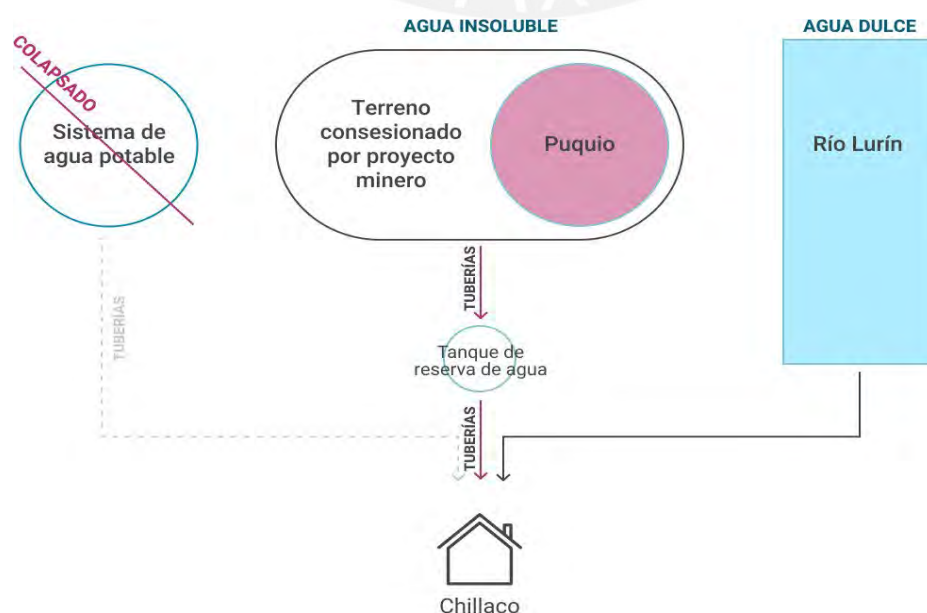 AGUA INSOLUBLE
AGUA DULCE
COLAPSADO
Sistema de
agua potable
Terreno
consesionado
por proyecto
minero
Puquio
Río Lurín
TUBERÍAS
TUBERÍAS
Tanque de
reserva de agua
TUBERÍAS
Chillaco